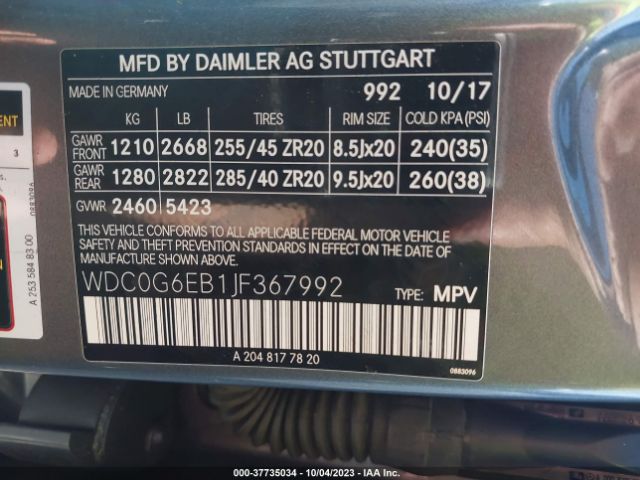 MFD BY DAIMLER AG STUTTGART
MADE IN GERMANY 992 10/17
KG LB TIRES RIM SIZE COLD KPA (PSI)
GAWR FRONT 1210 2668 255/45 ZR20 8.5Jx20 240(35)
GAWR REAR 1280 2822 285/40 ZR20 9.5Jx20 260(38)
GVWR 2460 5423
THIS VEHICLE CONFORMS TO ALL APPLICABLE FEDERAL MOTOR VEHICLE
SAFETY AND THEFT PREVENTION STANDARDS IN EFFECT ON THE DATE OF
MANUFACTURE SHOWN ABOVE.
WDC0G6EB1JF367992 TYPE: MPV
A 204 817 78 20
0883096
3
0883096
A 253 584 83 00
000-37735034 - 10/04/2023 - IAAI.COM